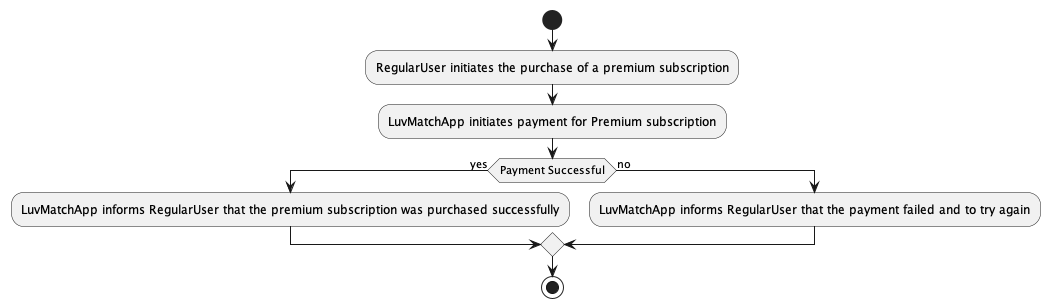 RegularUser initiates the purchase of a premium subscription
LuvMatchApp initiates payment for Premium subscription
yes
Payment Successful
no
LuvMatchApp informs RegularUser that the premium subscription was purchased successfully
LuvMatchApp informs RegularUser that the payment failed and to try again